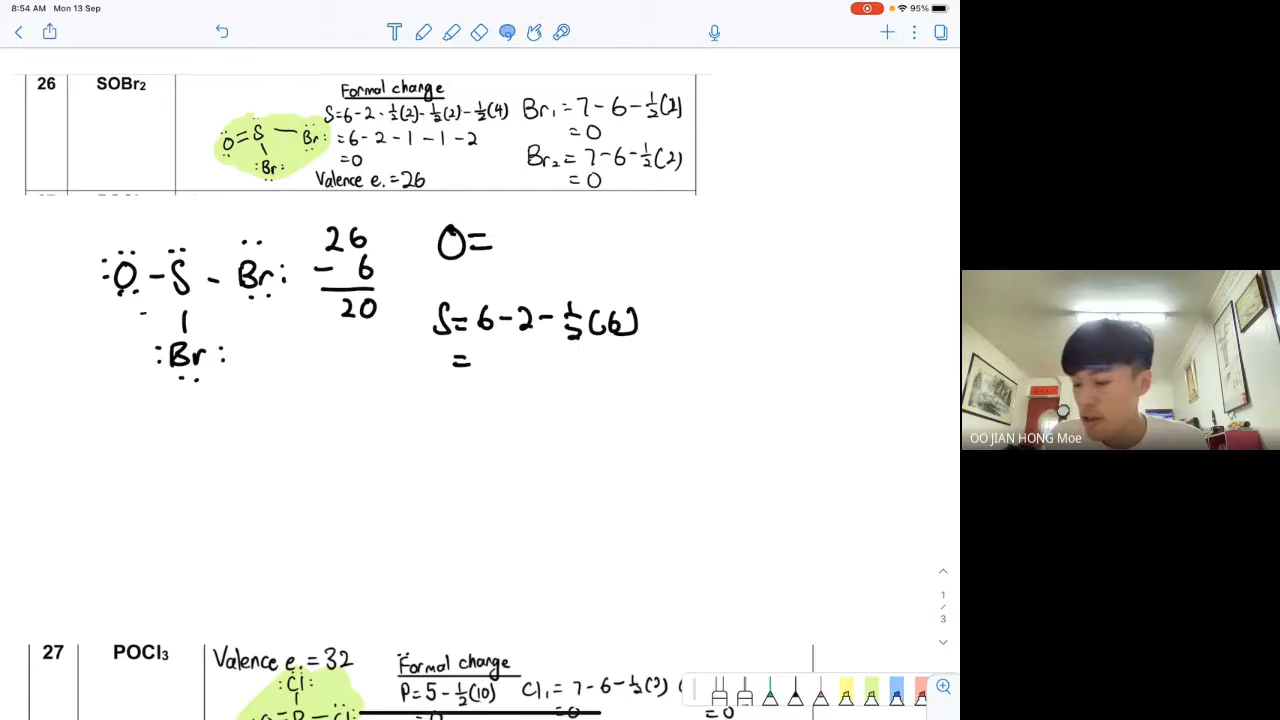 8:54 AM Mon 13 Sep
95%
26
SOBr₂
Formal charge
S=6-2-½(2)-½(2)-½(4)
=6-2-1-1-2
=0
Valence e.=26
Br₁=7-6-½(2)
=0
Br₂=7-6-½(2)
=0
O=S-Br
Br
O-S-Br
Br
26
-6
20
O=
S=6-2-½(6)
=
OO JIAN HONG Moe
1
/
3
27
POCl₃
Valence e.=32
Formal charge
P=5-½(10)
Cl₁=7-6-½(2)
=0
=0
Cl